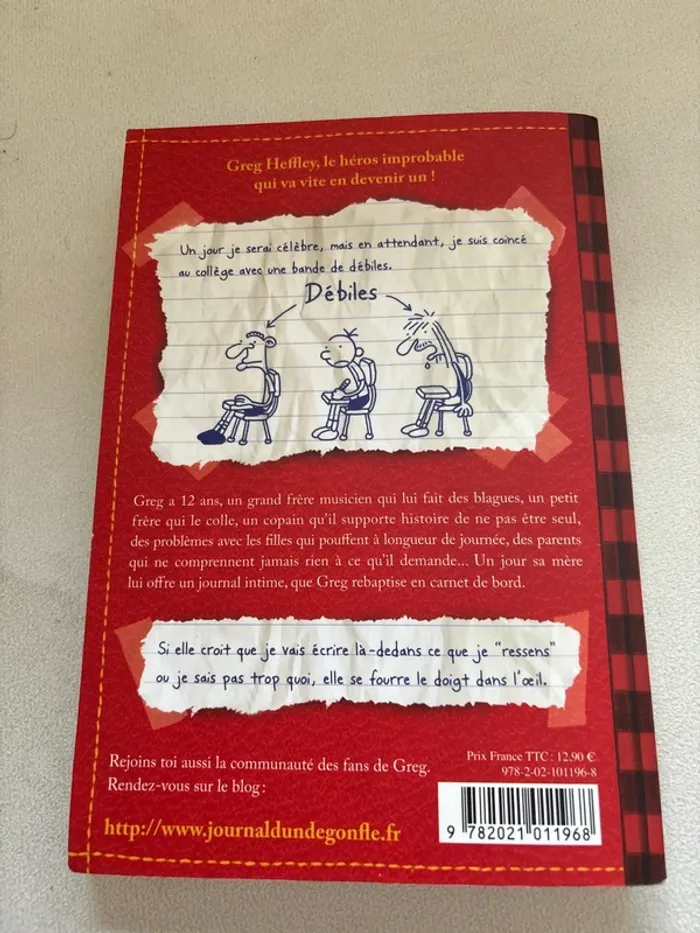 Greg Heffley, le héros improbable
qui va vite en devenir un !
Un jour je serai célèbre, mais en attendant, je suis coincé
au collège avec une bande de débiles.
Débiles
Greg a 12 ans, un grand frère musicien qui lui fait des blagues, un petit
frère qui le colle, un copain qu'il supporte histoire de ne pas être seul,
des problèmes avec les filles qui pouffent à longueur de journée, des parents
qui ne comprennent jamais rien à ce qu'il demande... Un jour sa mère
lui offre un journal intime, que Greg rebaptise en carnet de bord.
Si elle croit que je vais écrire là-dedans ce que je "ressens"
ou je sais pas trop quoi, elle se fourre le doigt dans l'œil.
Rejoins toi aussi la communauté des fans de Greg.
Rendez-vous sur le blog :
http://www.journaldundegonfle.fr
Prix France TTC : 12.90 €
978-2-02-101196-8
9 782021 011968